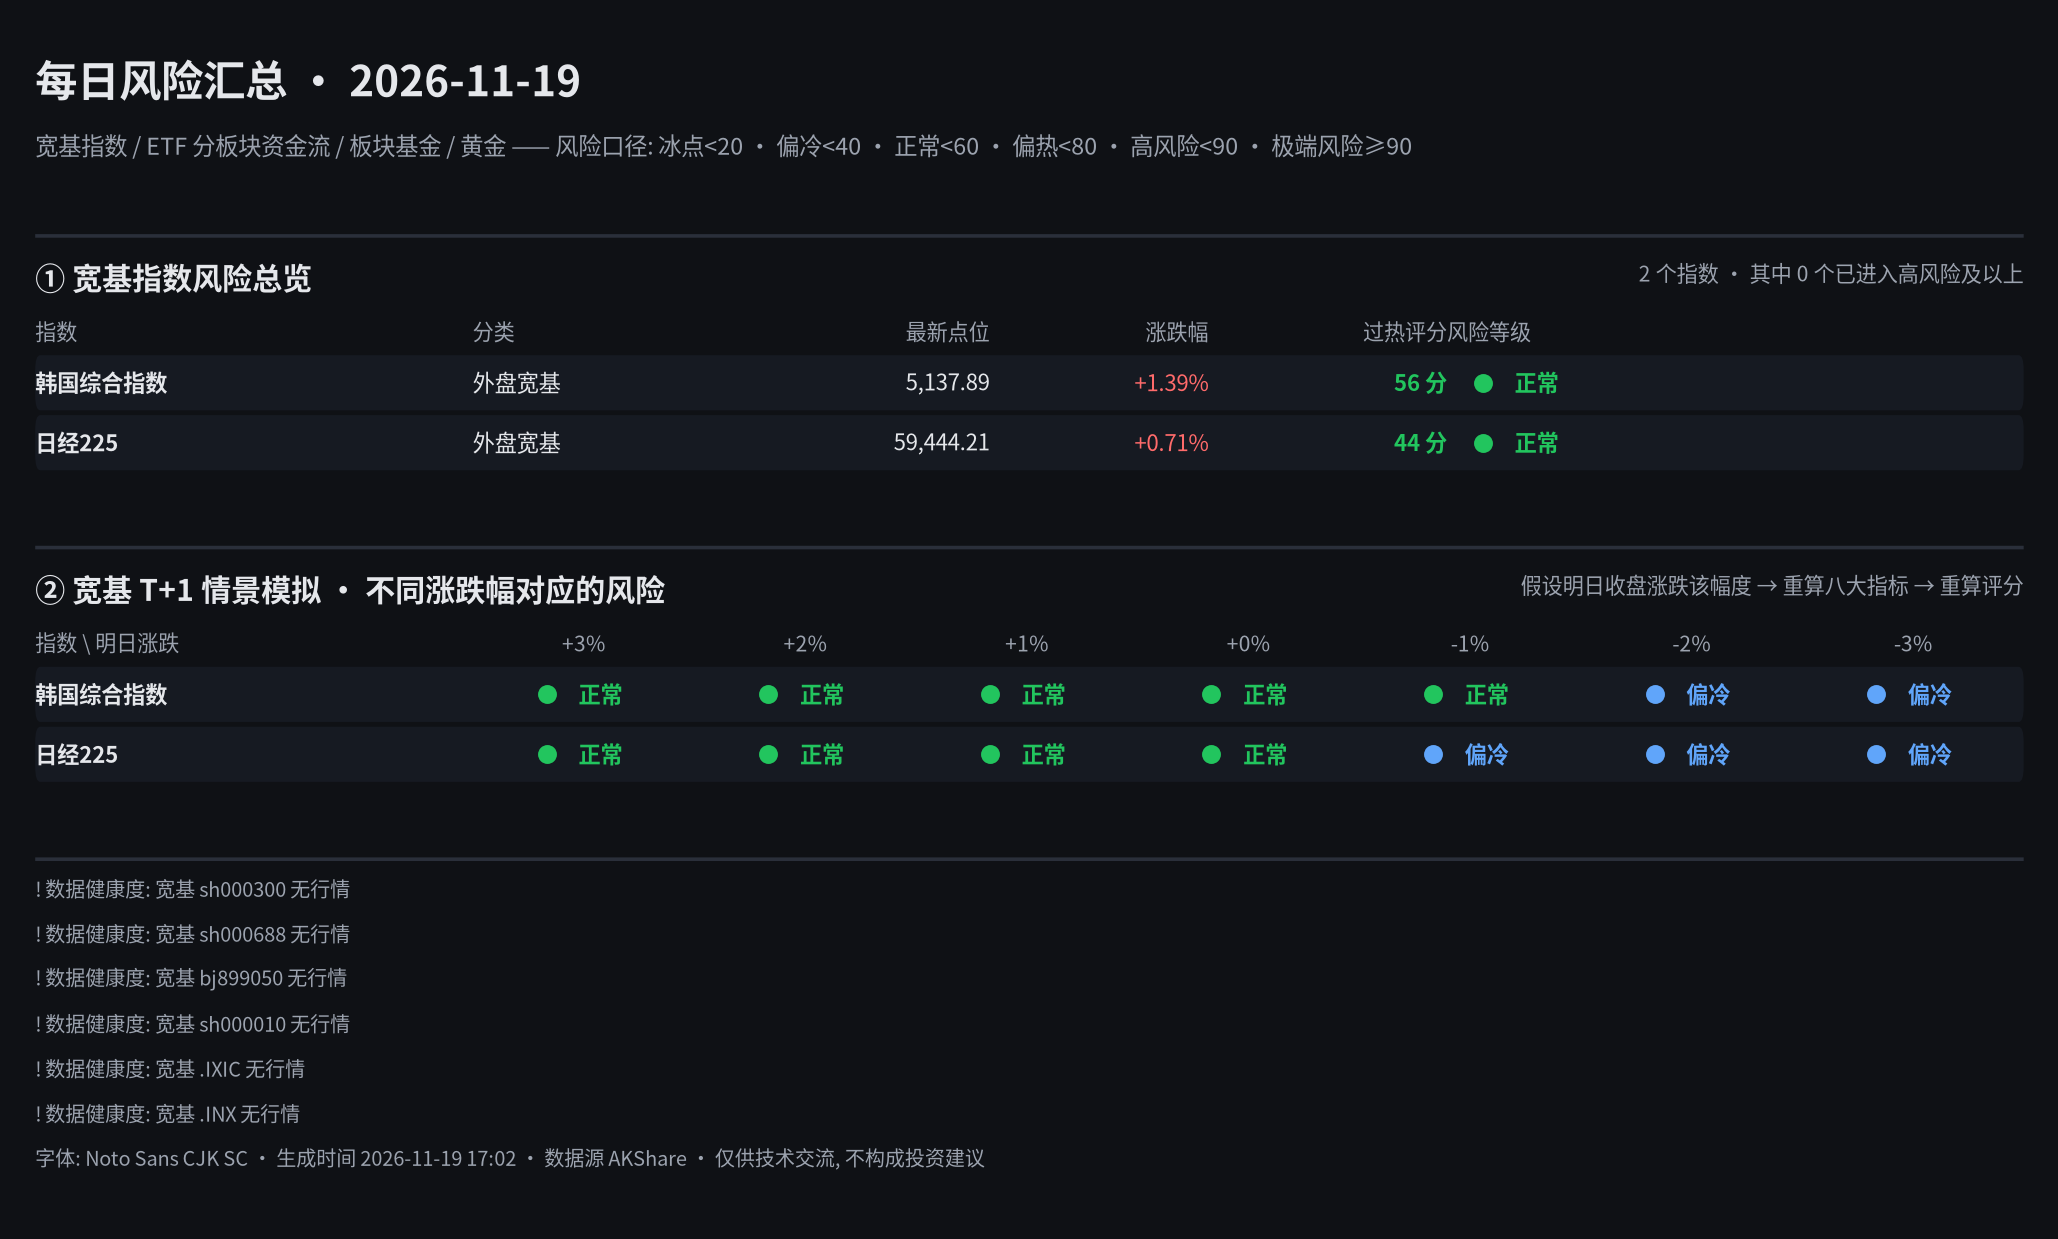 每日风险汇总 · 2026-11-19
宽基指数 / ETF 分板块资金流 / 板块基金 / 黄金 —— 风险口径: 冰点<20 · 偏冷<40 · 正常<60 · 偏热<80 · 高风险<90 · 极端风险≥90
① 宽基指数风险总览 2 个指数 · 其中 0 个已进入高风险及以上
指数 分类 最新点位 涨跌幅 过热评分风险等级
韩国综合指数 外盘宽基 5,137.89 +1.39% 56 分 正常
日经225 外盘宽基 59,444.21 +0.71% 44 分 正常
② 宽基 T+1 情景模拟 · 不同涨跌幅对应的风险 假设明日收盘涨跌该幅度 → 重算八大指标 → 重算评分
指数 \ 明日涨跌 +3% +2% +1% +0% -1% -2% -3%
韩国综合指数 正常 正常 正常 正常 正常 偏冷 偏冷
日经225 正常 正常 正常 正常 偏冷 偏冷 偏冷
! 数据健康度: 宽基 sh000300 无行情
! 数据健康度: 宽基 sh000688 无行情
! 数据健康度: 宽基 bj899050 无行情
! 数据健康度: 宽基 sh000010 无行情
! 数据健康度: 宽基 .IXIC 无行情
! 数据健康度: 宽基 .INX 无行情
字体: Noto Sans CJK SC · 生成时间 2026-11-19 17:02 · 数据源 AKShare · 仅供技术交流, 不构成投资建议